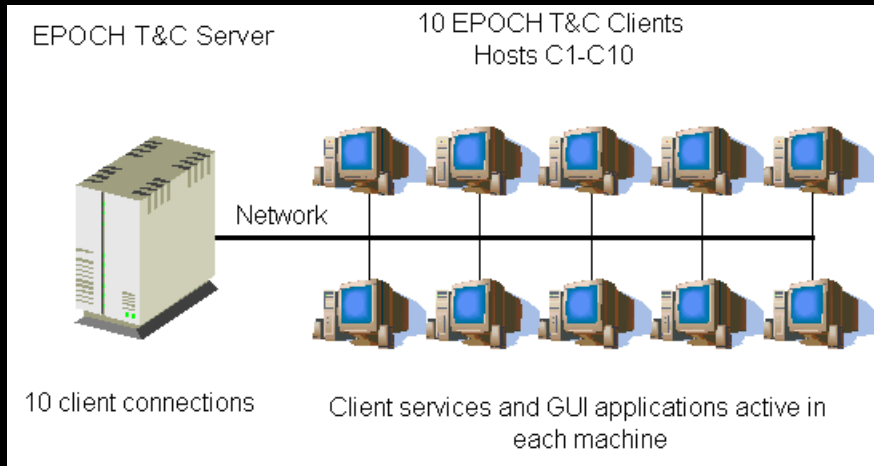 EPOCH T&C Server
10 EPOCH T&C Clients
Hosts C1-C10
Network
10 client connections
Client services and GUI applications active in
each machine